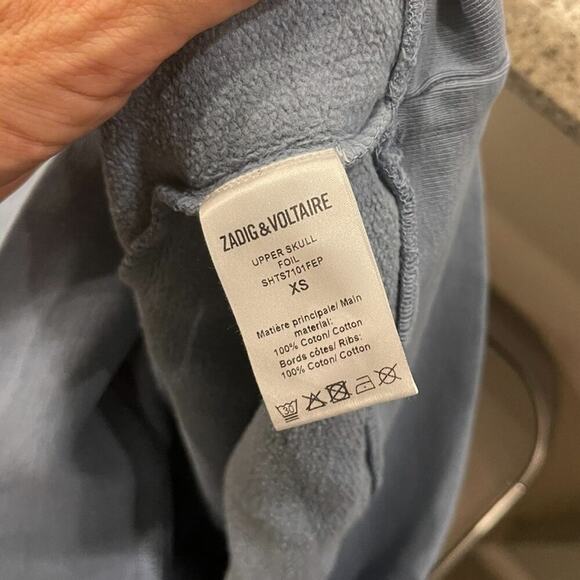 ZADIG&VOLTAIRE
UPPER SKULL
FOIL
SHTS7101FEP
XS
Matière principale/ Main
material:
100% Coton/ Cotton
Bords côtes/ Ribs:
100% Coton/ Cotton
30